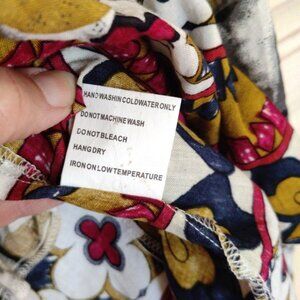 HAND WASH IN COLD WATER ONLY
DO NOT MACHINE WASH
DO NOT BLEACH
HANG DRY
IRON ON LOW TEMPERATURE